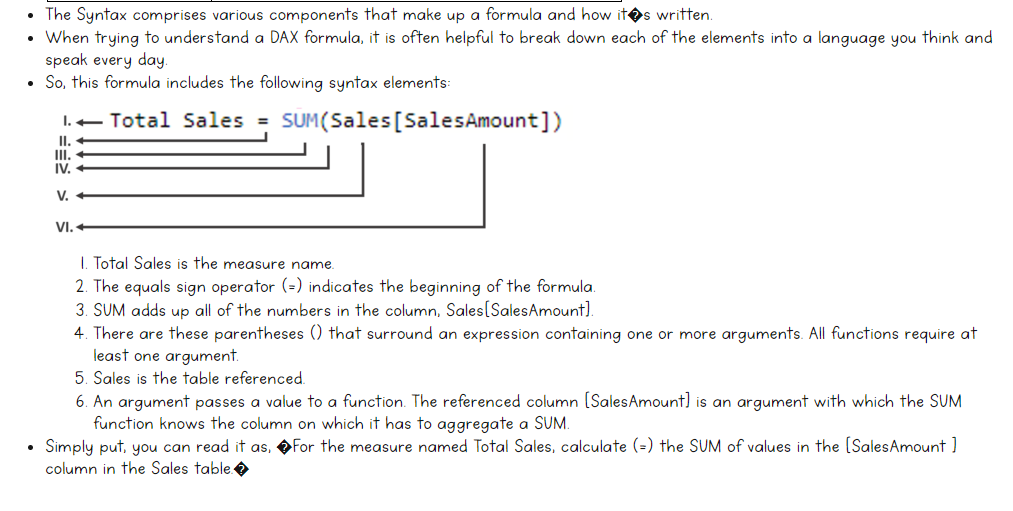 • The Syntax comprises various components that make up a formula and how it�s written.
• When trying to understand a DAX formula, it is often helpful to break down each of the elements into a language you think and
speak every day.
• So, this formula includes the following syntax elements:
I. Total Sales = SUM(Sales[SalesAmount])
II.
III.
IV.
V.
VI.
1. Total Sales is the measure name.
2. The equals sign operator (=) indicates the beginning of the formula.
3. SUM adds up all of the numbers in the column, Sales[SalesAmount].
4. There are these parentheses () that surround an expression containing one or more arguments. All functions require at
least one argument.
5. Sales is the table referenced.
6. An argument passes a value to a function. The referenced column [SalesAmount] is an argument with which the SUM
function knows the column on which it has to aggregate a SUM.
• Simply put, you can read it as, �For the measure named Total Sales, calculate (=) the SUM of values in the [SalesAmount ]
column in the Sales table.�